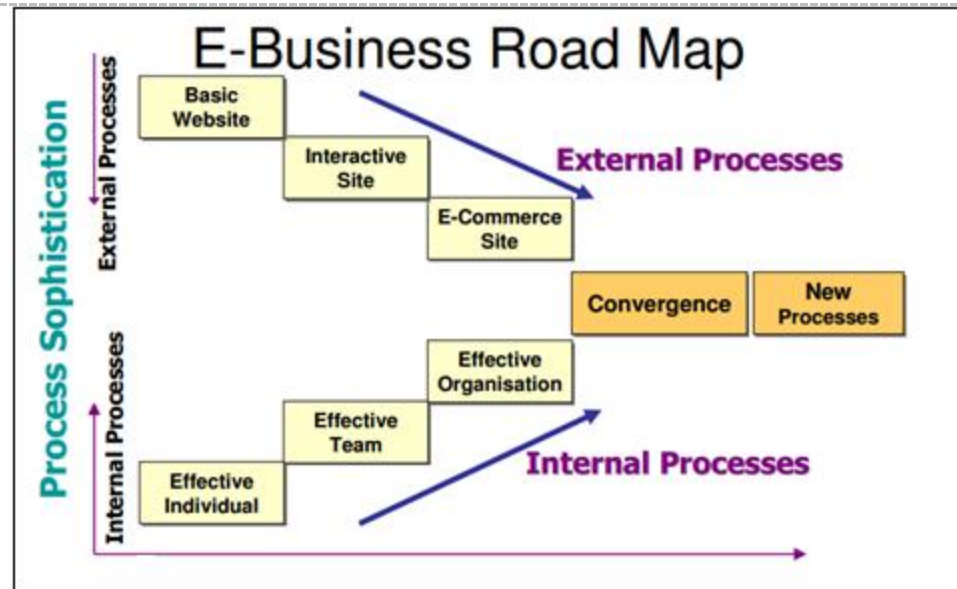 E-Business Road Map
Process Sophistication
External Processes
Basic
Website
Interactive
Site
E-Commerce
Site
External Processes
Convergence
New
Processes
Internal Processes
Effective
Organisation
Effective
Team
Effective
Individual
Internal Processes